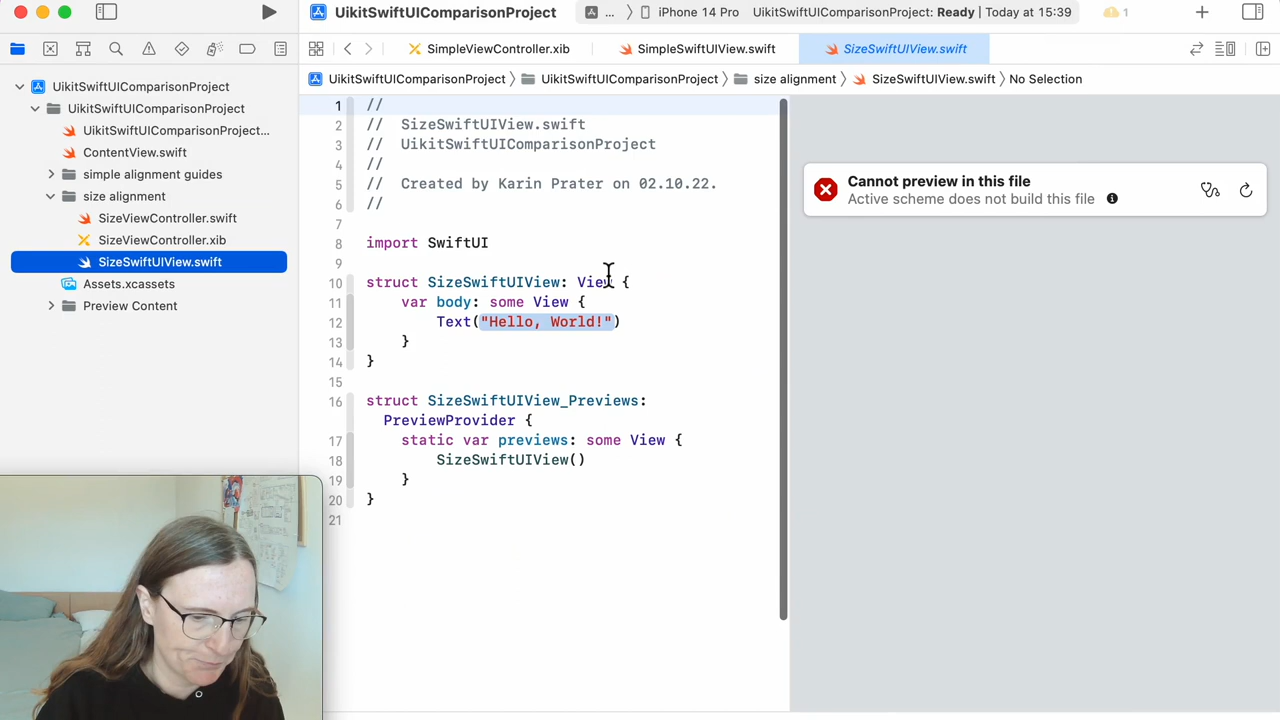 UikitSwiftUIComparisonProject
... 〉 iPhone 14 Pro
UikitSwiftUIComparisonProject: Ready | Today at 15:39
1
SimpleViewController.xib
SimpleSwiftUIView.swift
SizeSwiftUIView.swift
UikitSwiftUIComparisonProject 〉 UikitSwiftUIComparisonProject 〉 size alignment 〉 SizeSwiftUIView.swift 〉 No Selection
UikitSwiftUIComparisonProject
UikitSwiftUIComparisonProject
UikitSwiftUIComparisonProject...
ContentView.swift
simple alignment guides
size alignment
SizeViewController.swift
SizeViewController.xib
SizeSwiftUIView.swift
Assets.xcassets
Preview Content
1 //
2 // SizeSwiftUIView.swift
3 // UikitSwiftUIComparisonProject
4 //
5 // Created by Karin Prater on 02.10.22.
6 //
7
8 import SwiftUI
9
10 struct SizeSwiftUIView: View {
11 var body: some View {
12 Text("Hello, World!")
13 }
14 }
15
16 struct SizeSwiftUIView_Previews:
PreviewProvider {
17 static var previews: some View {
18 SizeSwiftUIView()
19 }
20 }
21
Cannot preview in this file
Active scheme does not build this file